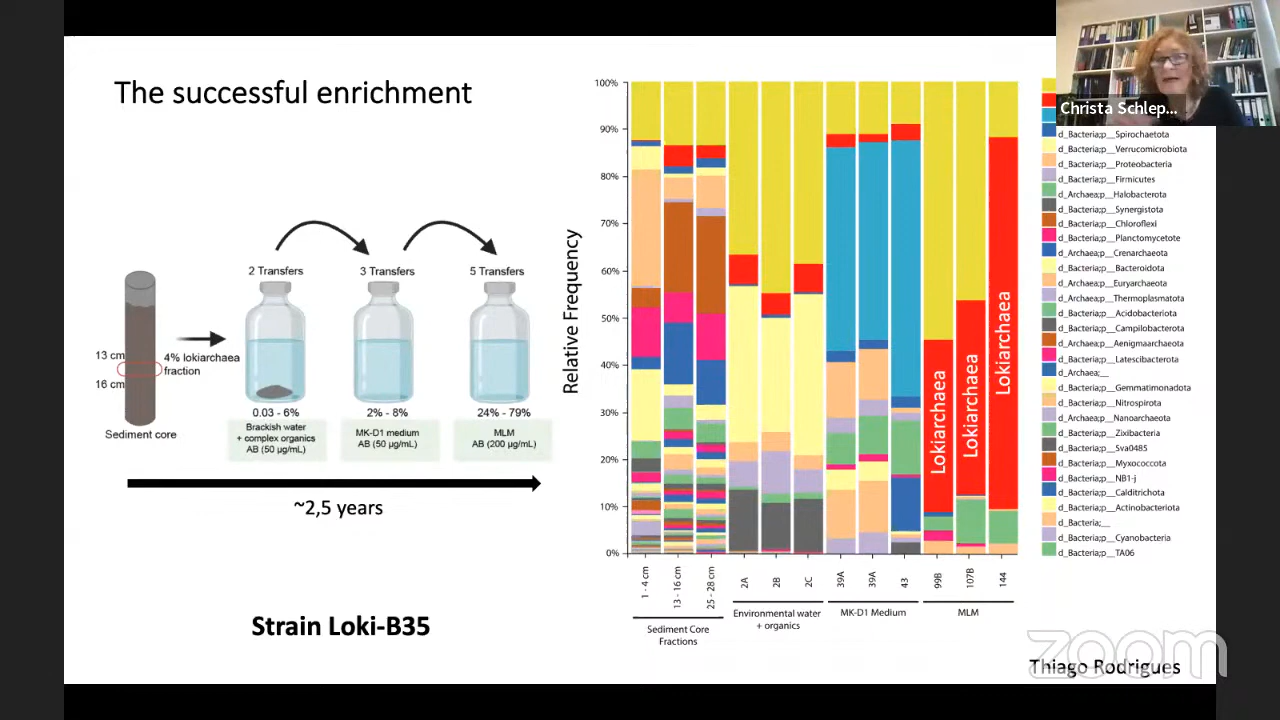 The successful enrichment
2 Transfers
3 Transfers
5 Transfers
13 cm
16 cm
4% lokiarchaea
fraction
Sediment core
0.03 - 6%
Brackish water
+ complex organics
AB (50 µg/mL)
2% - 8%
MK-D1 medium
AB (50 µg/mL)
24% - 79%
MLM
AB (200 µg/mL)
~2,5 years
Strain Loki-B35
Relative Frequency
100%
90%
80%
70%
60%
50%
40%
30%
20%
10%
0%
Lokiarchaea
Lokiarchaea
Lokiarchaea
1 - 4 cm
13 - 16 cm
25 - 28 cm
2A
2B
2C
39A
39A
43
99B
107B
144
Sediment Core
Fractions
Environmental water
+ organics
MK-D1 Medium
MLM
Christa Schlep...
d_Bacteria;p__Spirochaetota
d_Bacteria;p__Verrucomicrobiota
d_Bacteria;p__Proteobacteria
d_Bacteria;p__Firmicutes
d_Archaea;p__Halobacterota
d_Bacteria;p__Synergistota
d_Bacteria;p__Chloroflexi
d_Bacteria;p__Planctomycetote
d_Archaea;p__Crenarchaeota
d_Bacteria;p__Bacteroidota
d_Archaea;p__Euryarchaeota
d_Archaea;p__Thermoplasmatota
d_Bacteria;p__Acidobacteriota
d_Bacteria;p__Campilobacterota
d_Archaea;p__Aenigmaarchaeota
d_Bacteria;p__Latescibacterota
d_Archaea;__
d_Bacteria;p__Gemmatimonadota
d_Bacteria;p__Nitrospirota
d_Archaea;p__Nanoarchaeota
d_Bacteria;p__Zixibacteria
d_Bacteria;p__Sva0485
d_Bacteria;p__Myxococcota
d_Bacteria;p__NB1-j
d_Bacteria;p__Calditrichota
d_Bacteria;p__Actinobacteriota
d_Bacteria;__
d_Bacteria;p__Cyanobacteria
d_Bacteria;p__TA06
zoom
Thiago Rodrigues